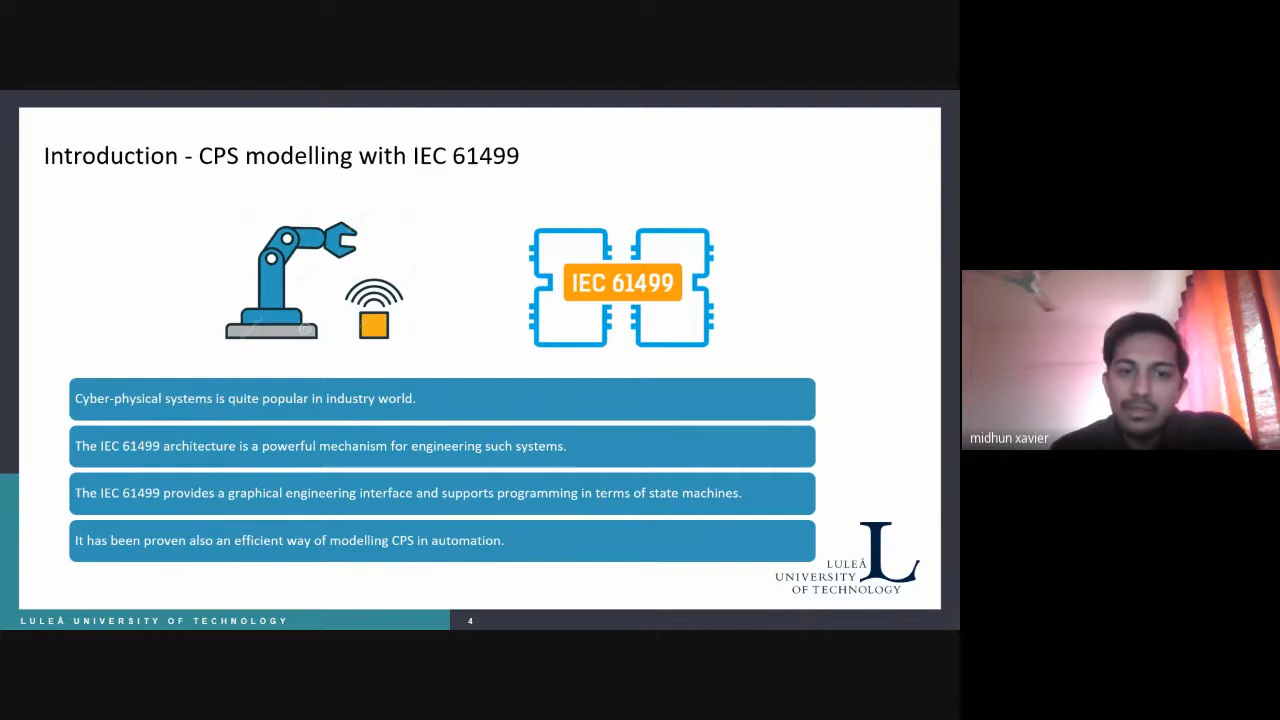 Introduction - CPS modelling with IEC 61499
IEC 61499
Cyber-physical systems is quite popular in industry world.
The IEC 61499 architecture is a powerful mechanism for engineering such systems.
The IEC 61499 provides a graphical engineering interface and supports programming in terms of state machines.
It has been proven also an efficient way of modelling CPS in automation.
LULEÅ
UNIVERSITY
OF TECHNOLOGY
LULEÅ UNIVERSITY OF TECHNOLOGY
4
midhun xavier